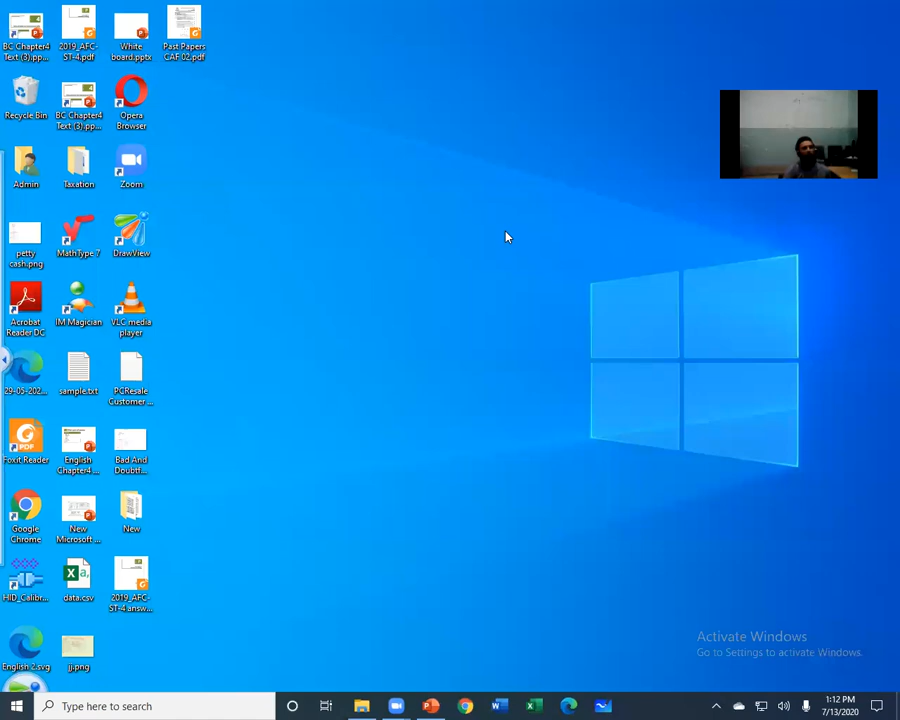 BC Chapter4
Text (3).pp...
2019_AFC-
ST-4.pdf
White
board.pptx
Past Papers
CAF 02.pdf
Recycle Bin
BC Chapter4
Text (3).pp...
Opera
Browser
Admin
Taxation
Zoom
petty
cash.png
MathType 7
DrawView
Acrobat
Reader DC
IM Magician
VLC media
player
29-05-202...
sample.txt
PCResale
Customer ...
PDF
Foxit Reader
English
Chapter4 ...
Bad And
Doubtf...
Google
Chrome
New
Microsoft ...
New
HID_Calibr...
data.csv
2019_AFC-
ST-4 answ...
English 2.svg
jj.png
Activate Windows
Go to Settings to activate Windows.
Type here to search
1:12 PM
7/13/2020